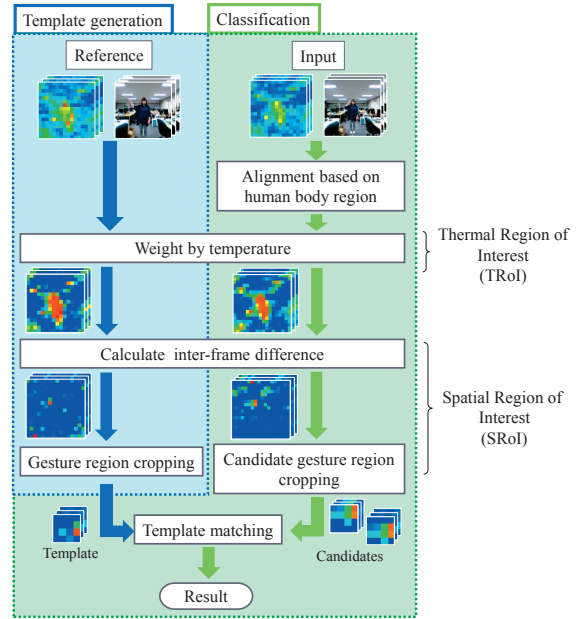 Template generation
Classification
Reference
Input
Alignment based on
human body region
Weight by temperature
Thermal Region of
Interest
(TRoI)
Calculate inter-frame difference
Spatial Region of
Interest
(SRoI)
Gesture region cropping
Candidate gesture region
cropping
Template
Template matching
Candidates
Result